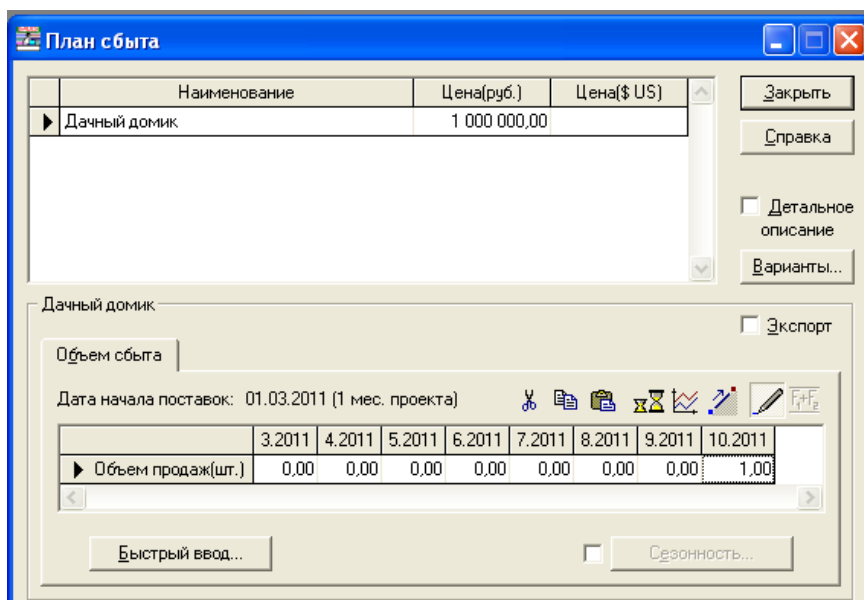 План сбыта
Наименование Цена(руб.) Цена($ US)
Дачный домик 1 000 000,00
Закрыть
Справка
Детальное
описание
Варианты...
Дачный домик
Экспорт
Объем сбыта
Дата начала поставок: 01.03.2011 (1 мес. проекта)
F₁+F₂
3.2011 4.2011 5.2011 6.2011 7.2011 8.2011 9.2011 10.2011
Объем продаж(шт.) 0,00 0,00 0,00 0,00 0,00 0,00 0,00 1,00
Быстрый ввод...
Сезонность...